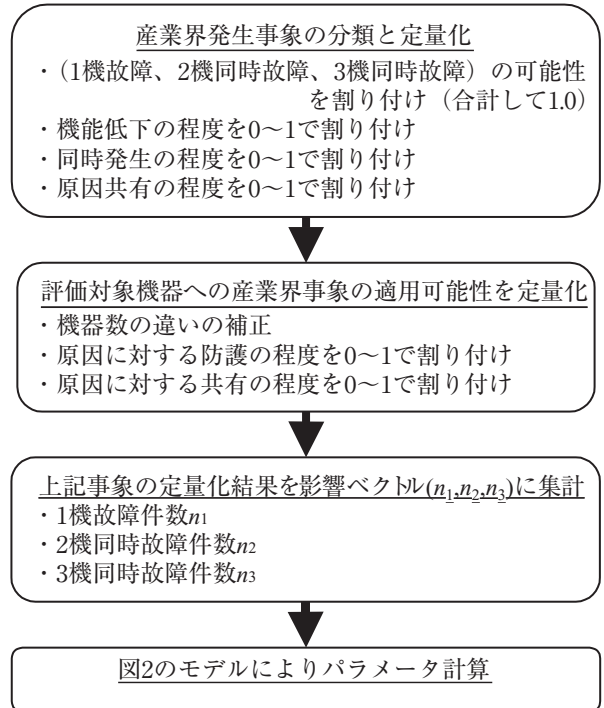 産業界発生事象の分類と定量化
・(1機故障、2機同時故障、3機同時故障)の可能性
を割り付け(合計して1.0)
・機能低下の程度を0～1で割り付け
・同時発生の程度を0～1で割り付け
・原因共有の程度を0～1で割り付け
評価対象機器への産業界事象の適用可能性を定量化
・機器数の違いの補正
・原因に対する防護の程度を0～1で割り付け
・原因に対する共有の程度を0～1で割り付け
上記事象の定量化結果を影響ベクトル(n1,n2,n3)に集計
・1機故障件数n1
・2機同時故障件数n2
・3機同時故障件数n3
図2のモデルによりパラメータ計算